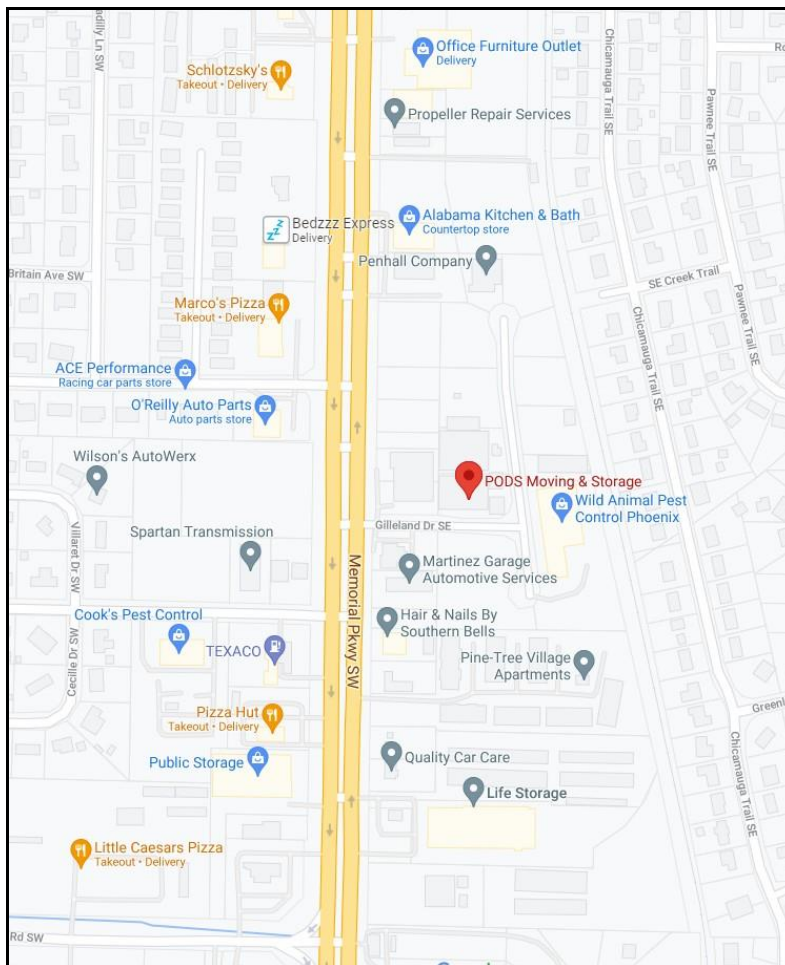 adilly Ln SW
Schlotzsky's
Takeout • Delivery
Office Furniture Outlet
Delivery
Chicamauga Trail SE
Pawnee Trail SE
Ro
Propeller Repair Services
Bedzzz Express
Delivery
Alabama Kitchen & Bath
Countertop store
Penhall Company
Britain Ave SW
SE Creek Trail
Marco's Pizza
Takeout • Delivery
Chicamauga Trail SE
Pawnee Trail SE
ACE Performance
Racing car parts store
O'Reilly Auto Parts
Auto parts store
Wilson's AutoWerx
PODS Moving & Storage
Wild Animal Pest
Control Phoenix
Villaret Dr SW
Spartan Transmission
Gilleland Dr SE
Memorial Pkwy SW
Martinez Garage
Automotive Services
Cook's Pest Control
Hair & Nails By
Southern Bells
Cecille Dr SW
TEXACO
Pine-Tree Village
Apartments
Pizza Hut
Takeout • Delivery
Greenl
Public Storage
Quality Car Care
Chicamauga Trail SE
Life Storage
Little Caesars Pizza
Takeout • Delivery
Rd SW